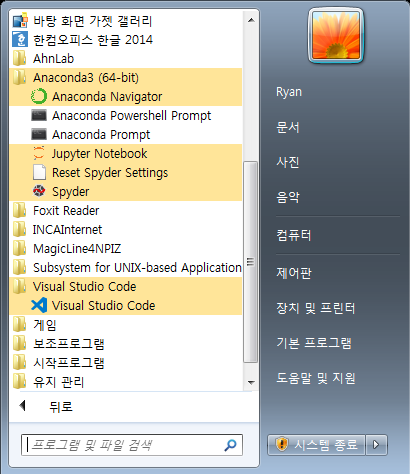 바탕 화면 가젯 갤러리
한컴오피스 한글 2014
AhnLab
Anaconda3 (64-bit)
Anaconda Navigator
Anaconda Powershell Prompt
Anaconda Prompt
Jupyter Notebook
Reset Spyder Settings
Spyder
Foxit Reader
INCAInternet
MagicLine4NPIZ
Subsystem for UNIX-based Application
Visual Studio Code
Visual Studio Code
게임
보조프로그램
시작프로그램
유지 관리
뒤로
프로그램 및 파일 검색
Ryan
문서
사진
음악
컴퓨터
제어판
장치 및 프린터
기본 프로그램
도움말 및 지원
시스템 종료